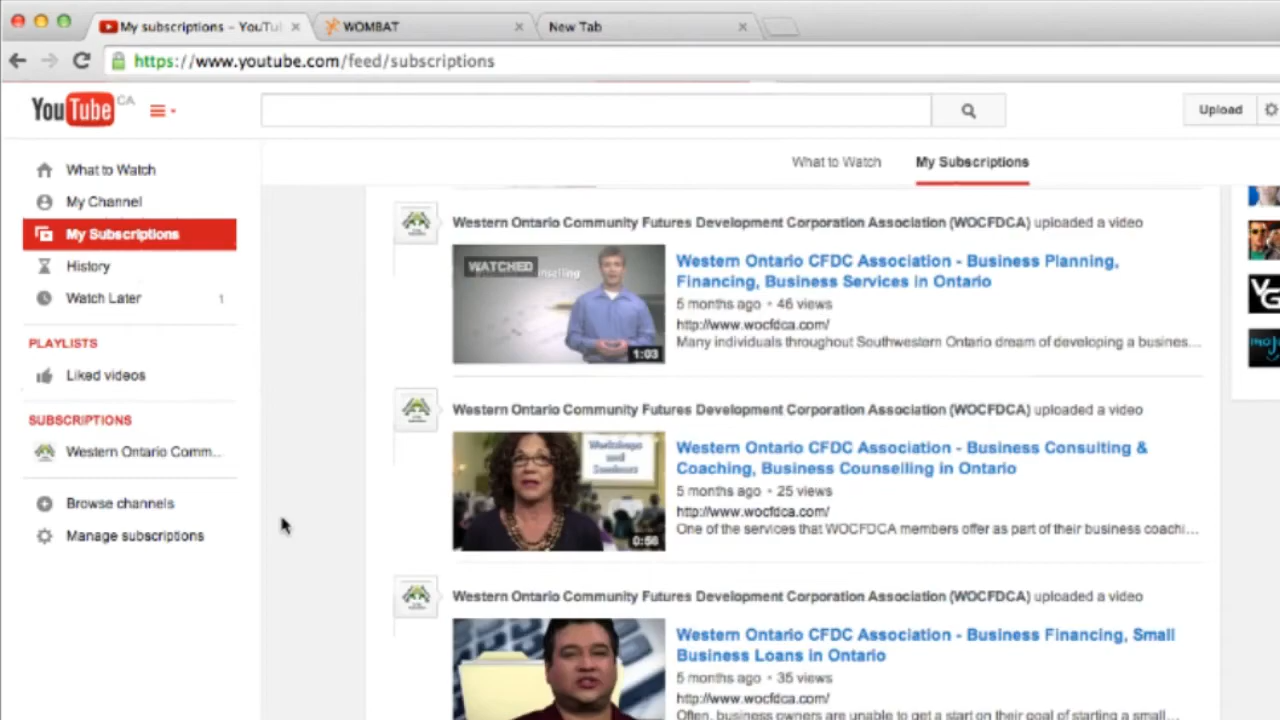 My subscriptions - YouTu
WOMBAT
New Tab
https://www.youtube.com/feed/subscriptions
YouTube CA
Upload
What to Watch
My Channel
My Subscriptions
History
Watch Later 1
PLAYLISTS
Liked videos
SUBSCRIPTIONS
Western Ontario Comm...
Browse channels
Manage subscriptions
What to Watch My Subscriptions
Western Ontario Community Futures Development Corporation Association (WOCFDCA) uploaded a video
WATCHED
1:03
Western Ontario CFDC Association - Business Planning,
Financing, Business Services in Ontario
5 months ago • 46 views
http://www.wocfdca.com/
Many individuals throughout Southwestern Ontario dream of developing a busines...
Western Ontario Community Futures Development Corporation Association (WOCFDCA) uploaded a video
Workshops
and
Seminars
0:56
Western Ontario CFDC Association - Business Consulting &
Coaching, Business Counselling in Ontario
5 months ago • 25 views
http://www.wocfdca.com/
One of the services that WOCFDCA members offer as part of their business coachi...
Western Ontario Community Futures Development Corporation Association (WOCFDCA) uploaded a video
Western Ontario CFDC Association - Business Financing, Small
Business Loans in Ontario
5 months ago • 35 views
http://www.wocfdca.com/
Often, business owners are unable to get a start on their goal of starting a small...
VG
mojo